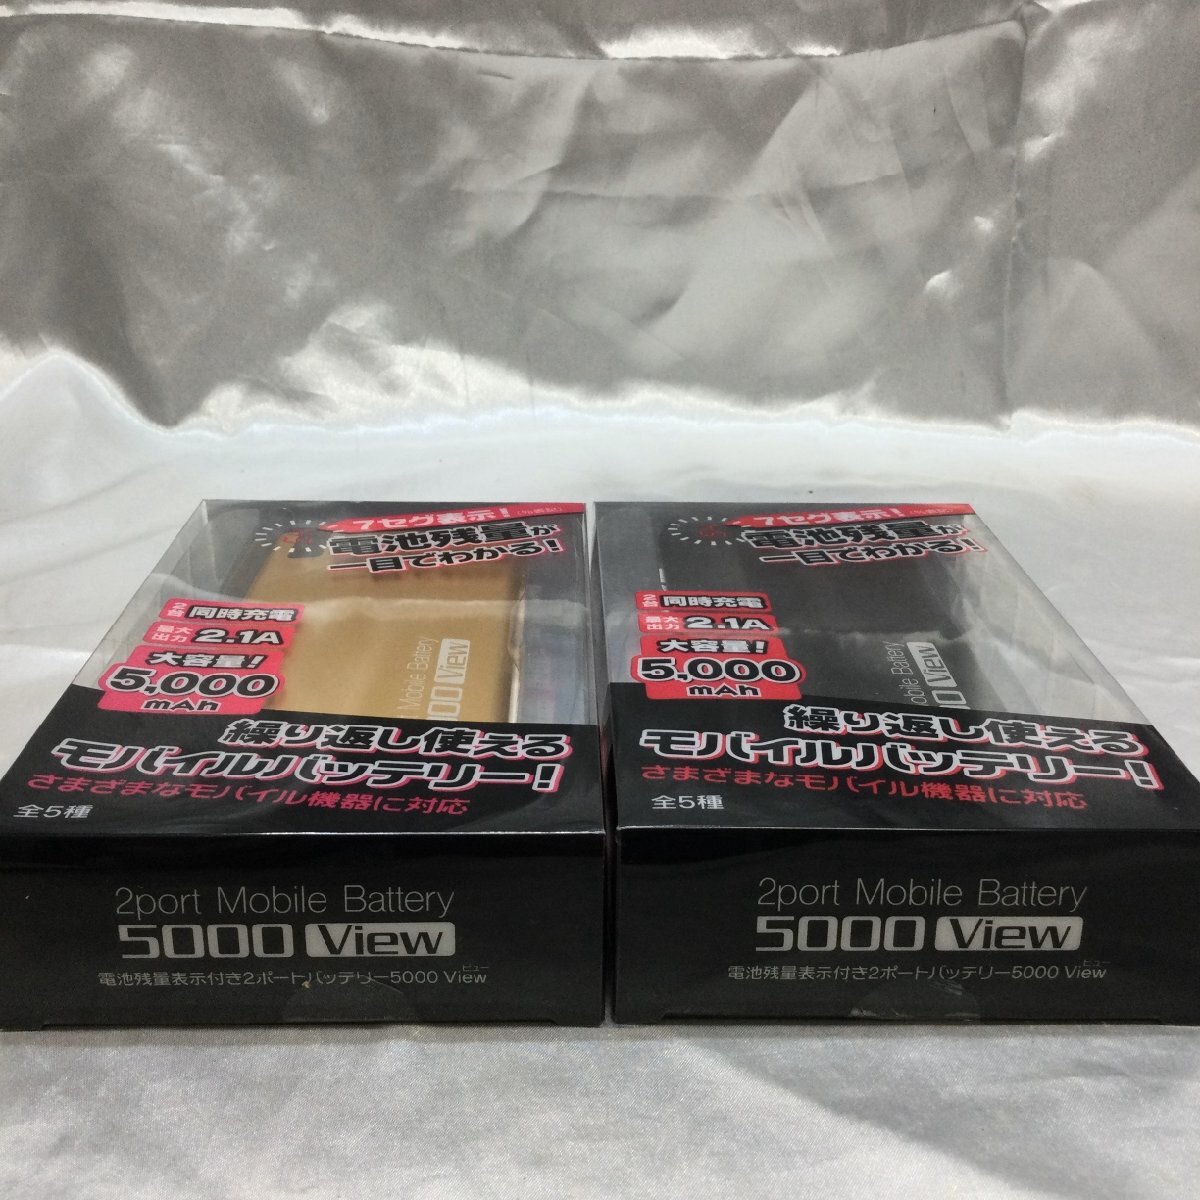 7セグ表示！(%表記)
電池残量が
一目でわかる！
2台 同時充電
最大出力 2.1A
大容量！
5,000
mAh
Mobile Battery
View
繰り返し使える
モバイルバッテリー！
さまざまなモバイル機器に対応
全5種
2port Mobile Battery
5000 View
電池残量表示付き2ポートバッテリー5000 View
7セグ表示！(%表記)
電池残量が
一目でわかる！
2台 同時充電
最大出力 2.1A
大容量！
5,000
mAh
Battery
View
繰り返し使える
モバイルバッテリー！
さまざまなモバイル機器に対応
全5種
2port Mobile Battery
5000 View
ビュー
電池残量表示付き2ポートバッテリー5000 View